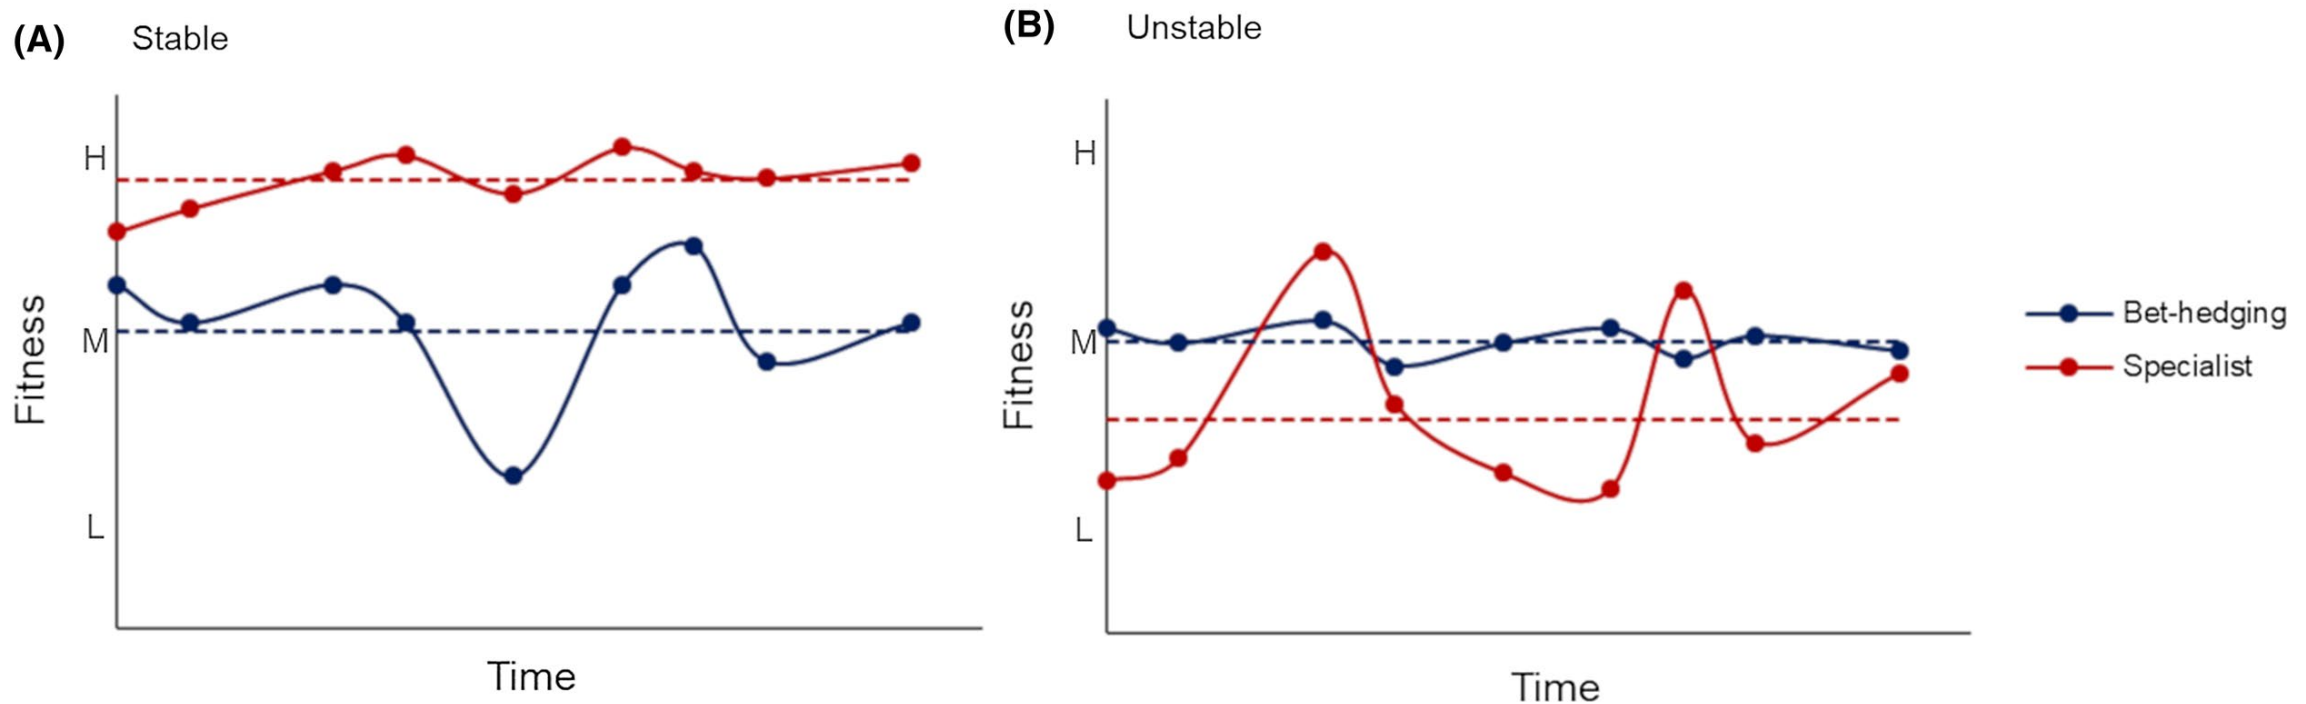 (A) Stable
H
M
L
Fitness
Time
(B) Unstable
H
M
L
Fitness
Time
Bet-hedging
Specialist